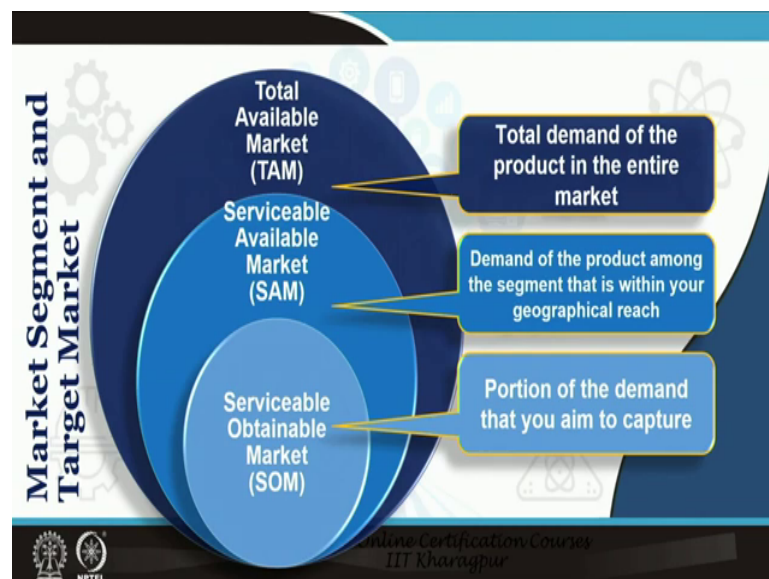 Market Segment and
Target Market
Total
Available
Market
(TAM)
Total demand of the
product in the entire
market
Serviceable
Available
Market
(SAM)
Demand of the product among
the segment that is within your
geographical reach
Serviceable
Obtainable
Market
(SOM)
Portion of the demand
that you aim to capture
Online Certification Courses
IIT Kharagpur
NPTEL